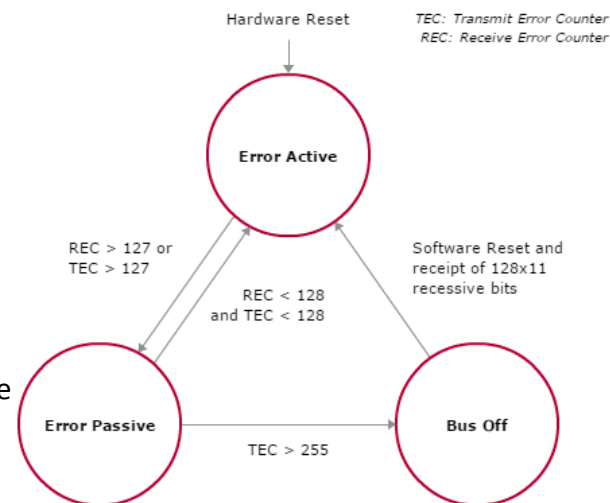 Hardware Reset
TEC: Transmit Error Counter
REC: Receive Error Counter
Error Active
REC > 127 or
TEC > 127
REC < 128
and TEC < 128
Software Reset and
receipt of 128x11
recessive bits
e
Error Passive
TEC > 255
Bus Off